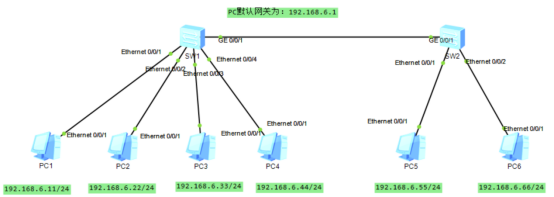 PC默认网关为: 192.168.6.1
GE 0/0/1
GE 0/0/1
SW1
SW2
Ethernet 0/0/1
Ethernet 0/0/2
Ethernet 0/0/3
Ethernet 0/0/4
Ethernet 0/0/1
Ethernet 0/0/2
Ethernet 0/0/1
Ethernet 0/0/1
Ethernet 0/0/1
Ethernet 0/0/1
Ethernet 0/0/1
Ethernet 0/0/1
PC1
PC2
PC3
PC4
PC5
PC6
192.168.6.11/24
192.168.6.22/24
192.168.6.33/24
192.168.6.44/24
192.168.6.55/24
192.168.6.66/24